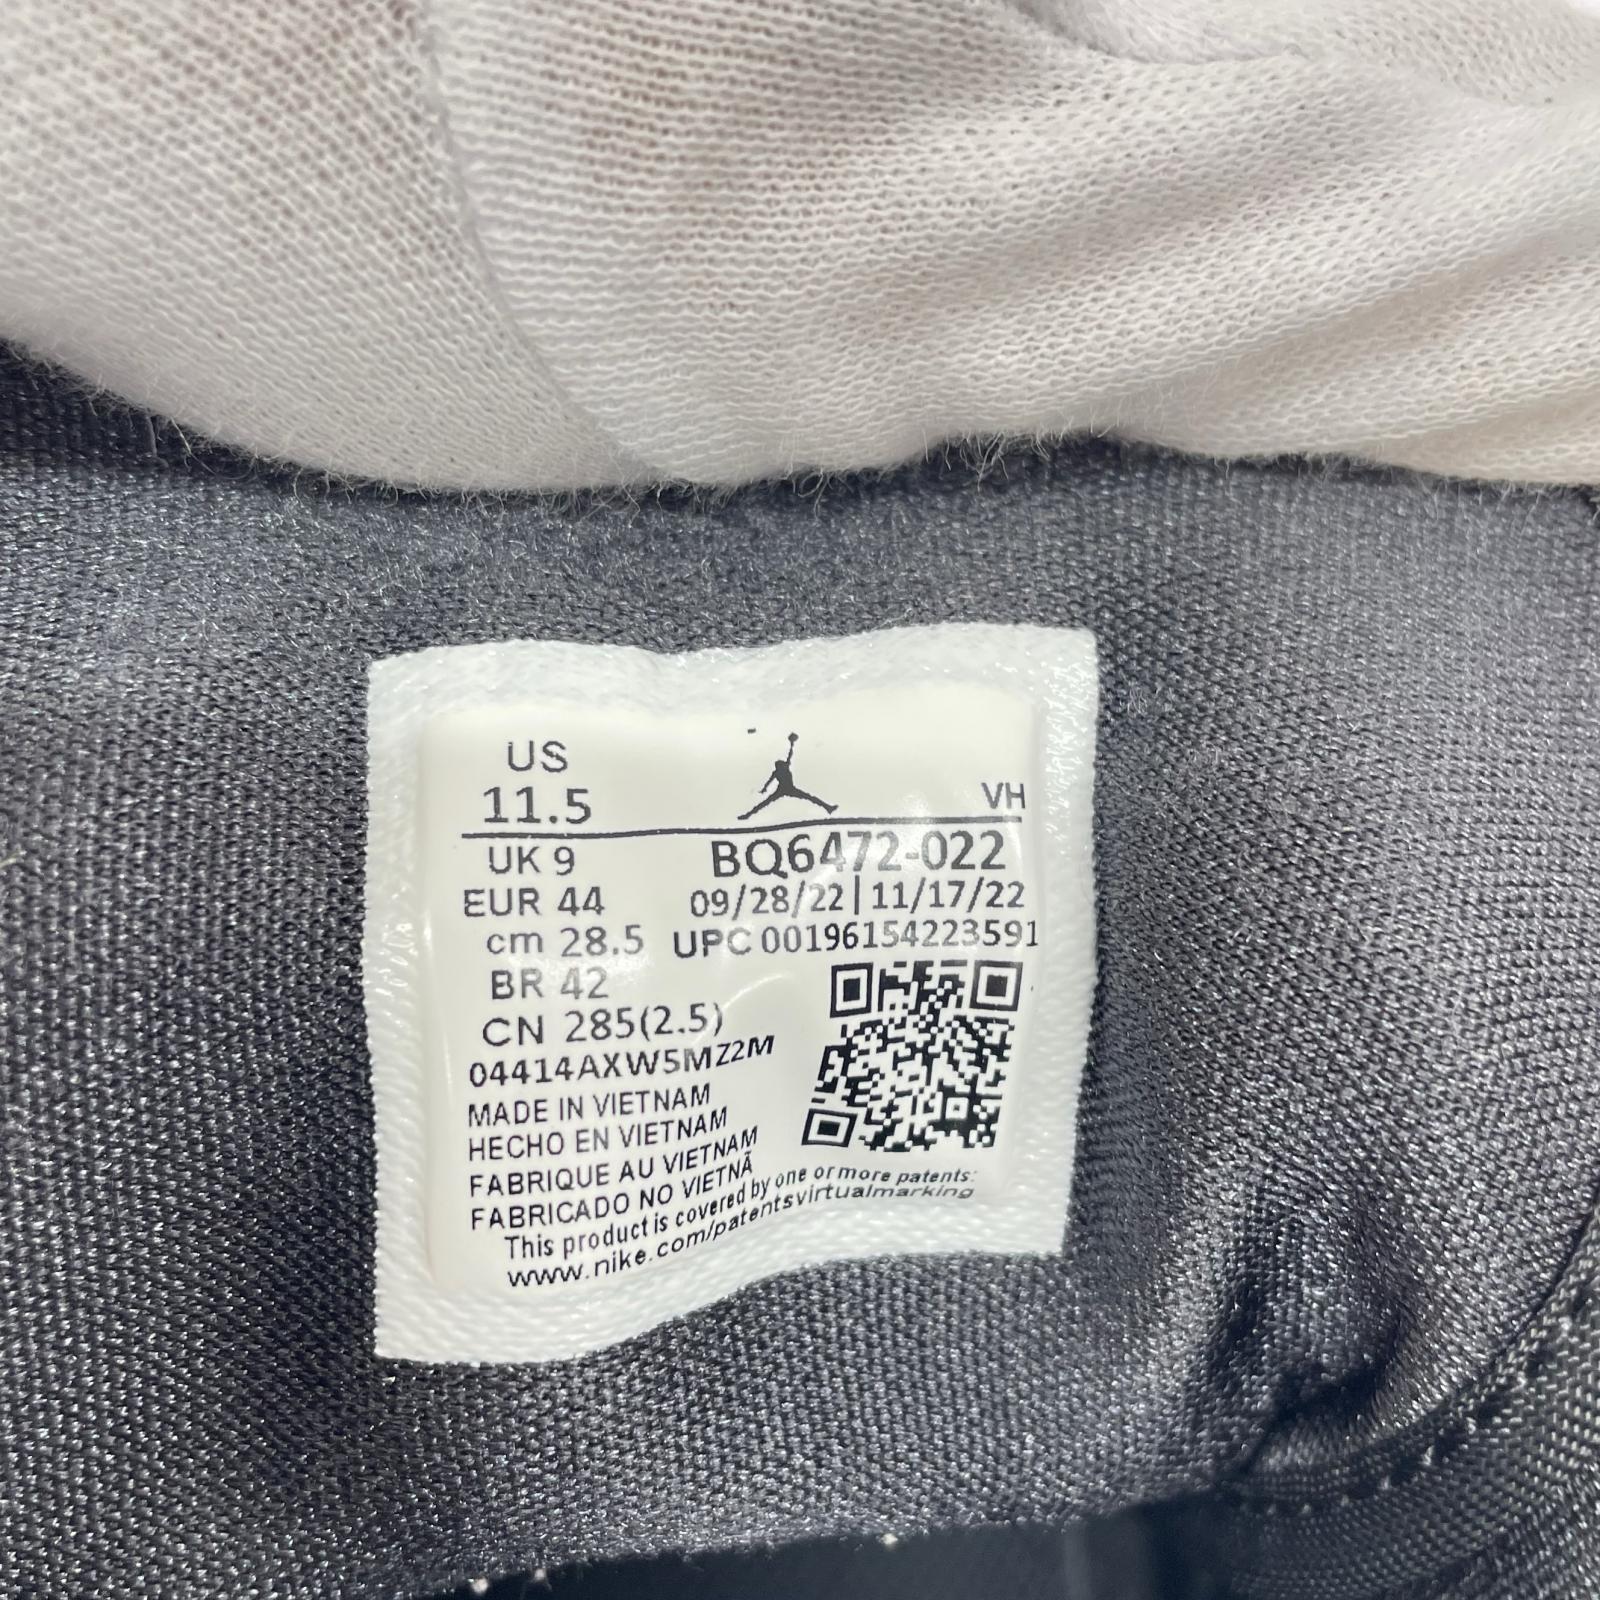 US
11.5
VH
UK 9
BQ6472-022
EUR 44
09/28/22|11/17/22
cm 28.5
UPC 00196154223591
BR 42
CN 285(2.5)
04414AXW5MZ2M
MADE IN VIETNAM
HECHO EN VIETNAM
FABRIQUE AU VIETNAM
FABRICADO NO VIETNÃ
This product is covered by one or more patents:
www.nike.com/patentsvirtualmarking